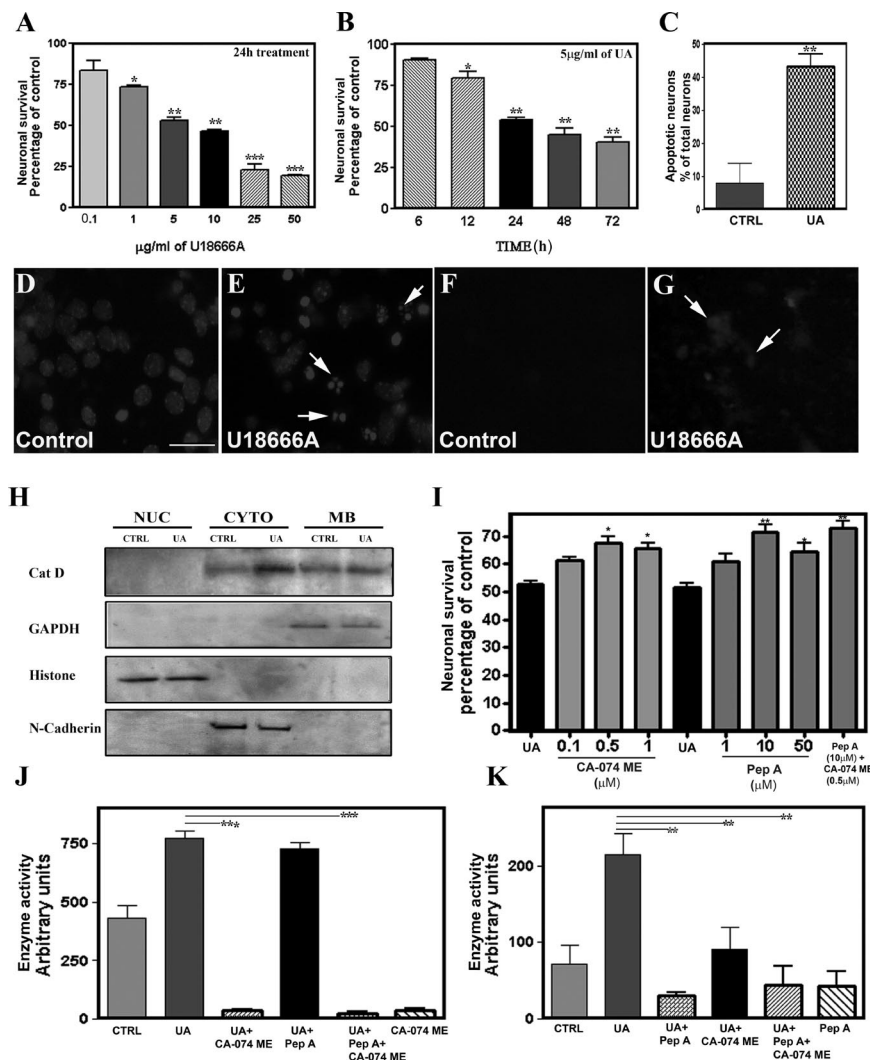 A
Neuronal survival
Percentage of control
100
75
50
25
0
24h treatment
*
**
**
***
***
0.1 1 5 10 25 50
µg/ml of U18666A
B
Neuronal survival
Percentage of control
100
75
50
25
0
5µg/ml of UA
*
**
**
**
6 12 24 48 72
TIME(h)
C
Apoptotic neurons
% of total neurons
50
40
30
20
10
0
**
CTRL UA
D
Control
E
U18666A
F
Control
G
U18666A
H
NUC CYTO MB
CTRL UA CTRL UA CTRL UA
Cat D
GAPDH
Histone
N-Cadherin
I
Neuronal survival
percentage of control
70
60
50
40
30
20
10
0
*
*
**
*
**
UA 0.1 0.5 1 UA 1 10 50
CA-074 ME
(µM)
Pep A
(µM)
Pep A
(10µM) +
CA-074 ME
(0.5µM)
J
Enzyme activity
Arbitrary units
750
500
250
0
***
***
CTRL
UA
UA+
CA-074 ME
UA+
Pep A
UA+
Pep A+
CA-074 ME
CA-074 ME
K
Enzyme activity
Arbitrary units
200
100
0
**
**
**
CTRL
UA
UA+
Pep A
UA+
CA-074 ME
UA+
Pep A+
CA-074 ME
Pep A